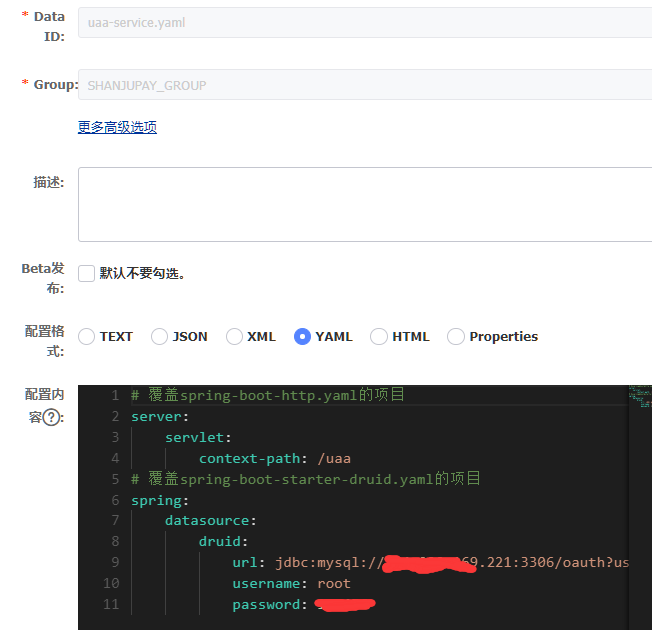 * Data ID:
uaa-service.yaml
* Group:
SHANJUPAY_GROUP
更多高级选项
描述:
Beta发布:
默认不要勾选。
配置格式:
TEXT JSON XML YAML HTML Properties
配置内容?:
1 # 覆盖spring-boot-http.yaml的项目
2 server:
3 servlet:
4 context-path: /uaa
5 # 覆盖spring-boot-starter-druid.yaml的项目
6 spring:
7 datasource:
8 druid:
9 url: jdbc:mysql:// 69.221:3306/oauth?us
10 username: root
11 password: